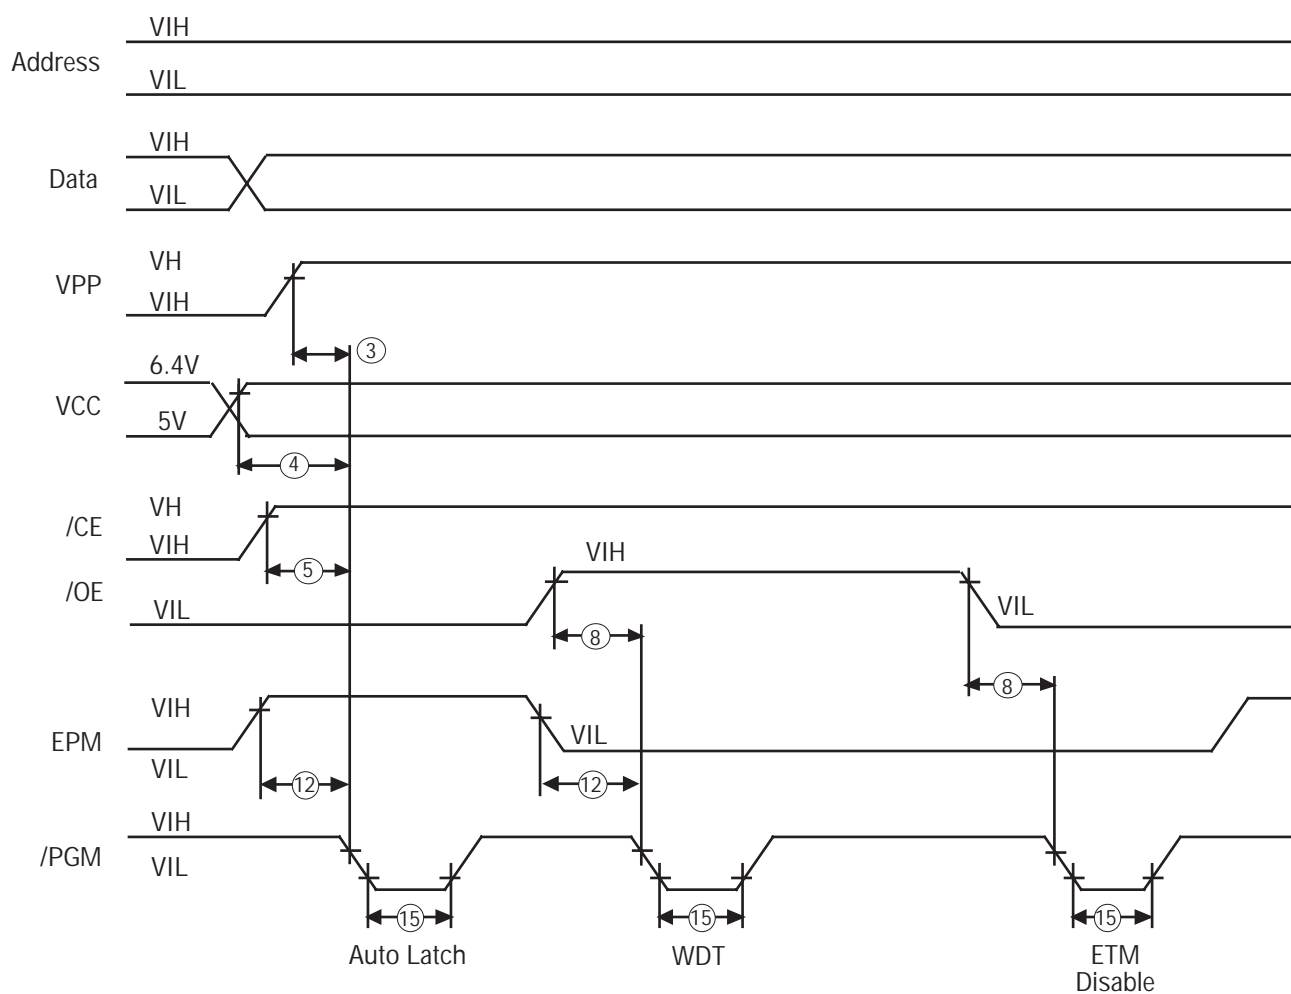 VIH
Address
VIL
VIH
Data
VIL
VH
VPP
VIH
3
6.4V
VCC
5V
4
VH
/CE
VIH
5
VIH
/OE
VIL
VIL
8
8
VIH
EPM
VIL
VIL
12
12
VIH
/PGM
VIL
15
15
15
Auto Latch
WDT
ETM
Disable